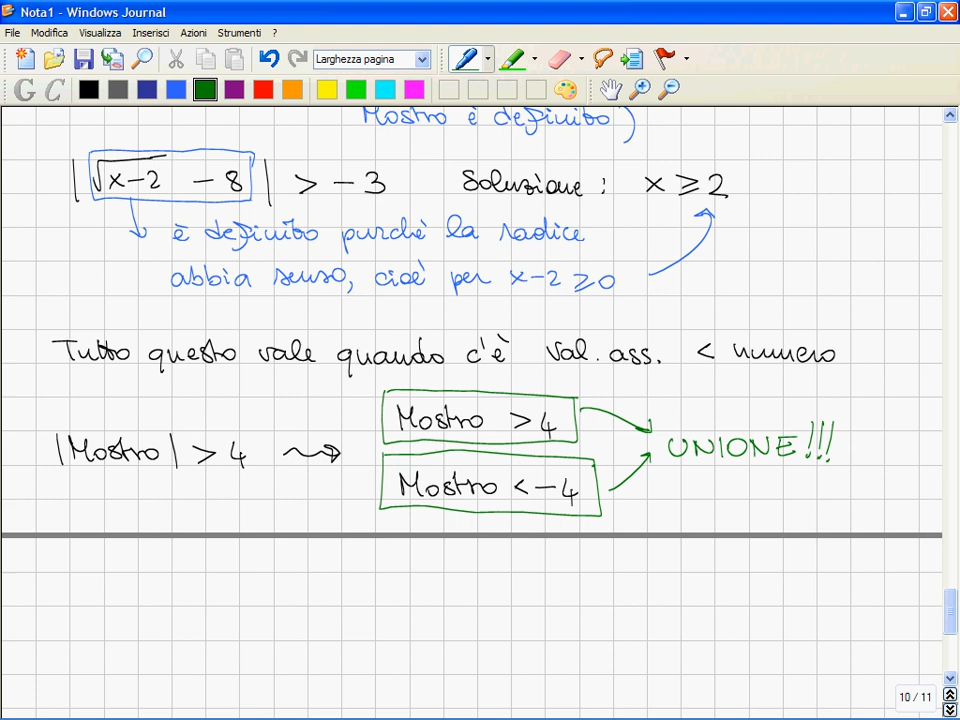 Nota1 - Windows Journal
File Modifica Visualizza Inserisci Azioni Strumenti ?
Larghezza pagina
Mostro è definito)
|√x-2 - 8| > -3 Soluzione: x ≥ 2
è definito purchè la radice
abbia senso, cioè per x-2 ≥ 0
Tutto questo vale quando c'è val. ass. < numero
Mostro > 4
|Mostro| > 4 ⇝ UNIONE!!!
Mostro < -4
10 / 11